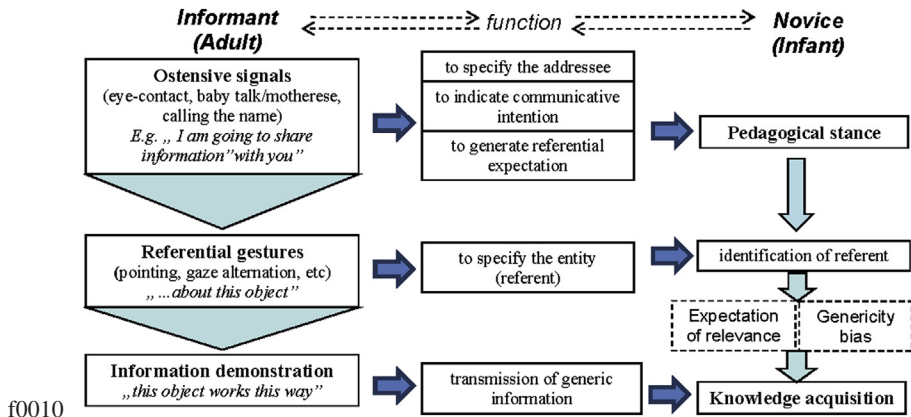 Informant
(Adult)
function
Novice
(Infant)
Ostensive signals
(eye-contact, baby talk/motherese,
calling the name)
E.g. „ I am going to share
information”with you”
to specify the addressee
to indicate communicative
intention
to generate referential
expectation
Pedagogical stance
Referential gestures
(pointing, gaze alternation, etc)
„ ...about this object”
to specify the entity
(referent)
identification of referent
Expectation
of relevance
Genericity
bias
Information demonstration
„this object works this way”
transmission of generic
information
Knowledge acquisition
f0010